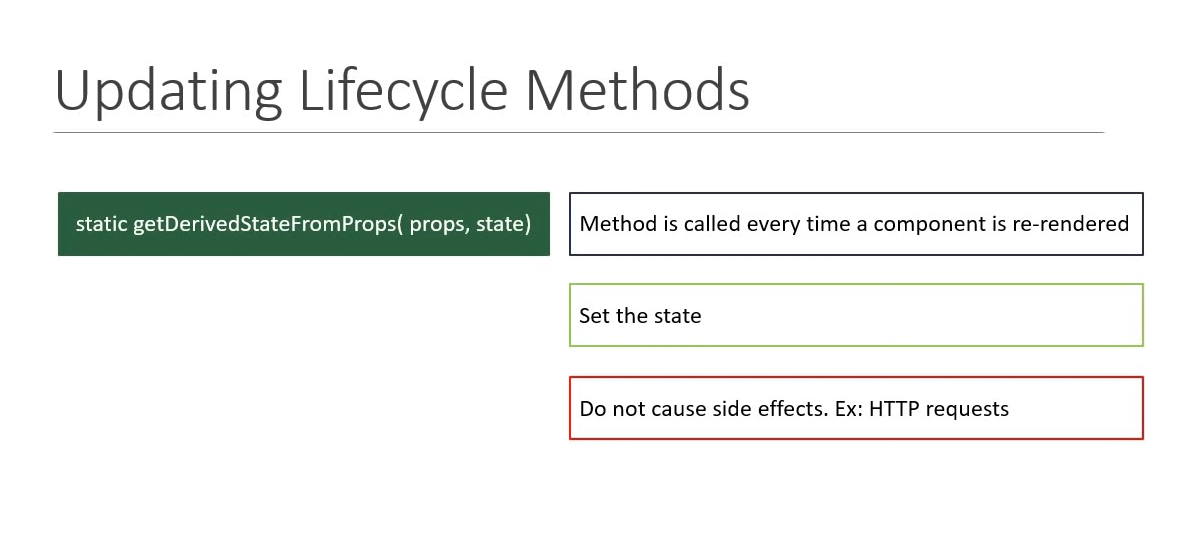 Updating Lifecycle Methods
static getDerivedStateFromProps( props, state)
Method is called every time a component is re-rendered
Set the state
Do not cause side effects. Ex: HTTP requests